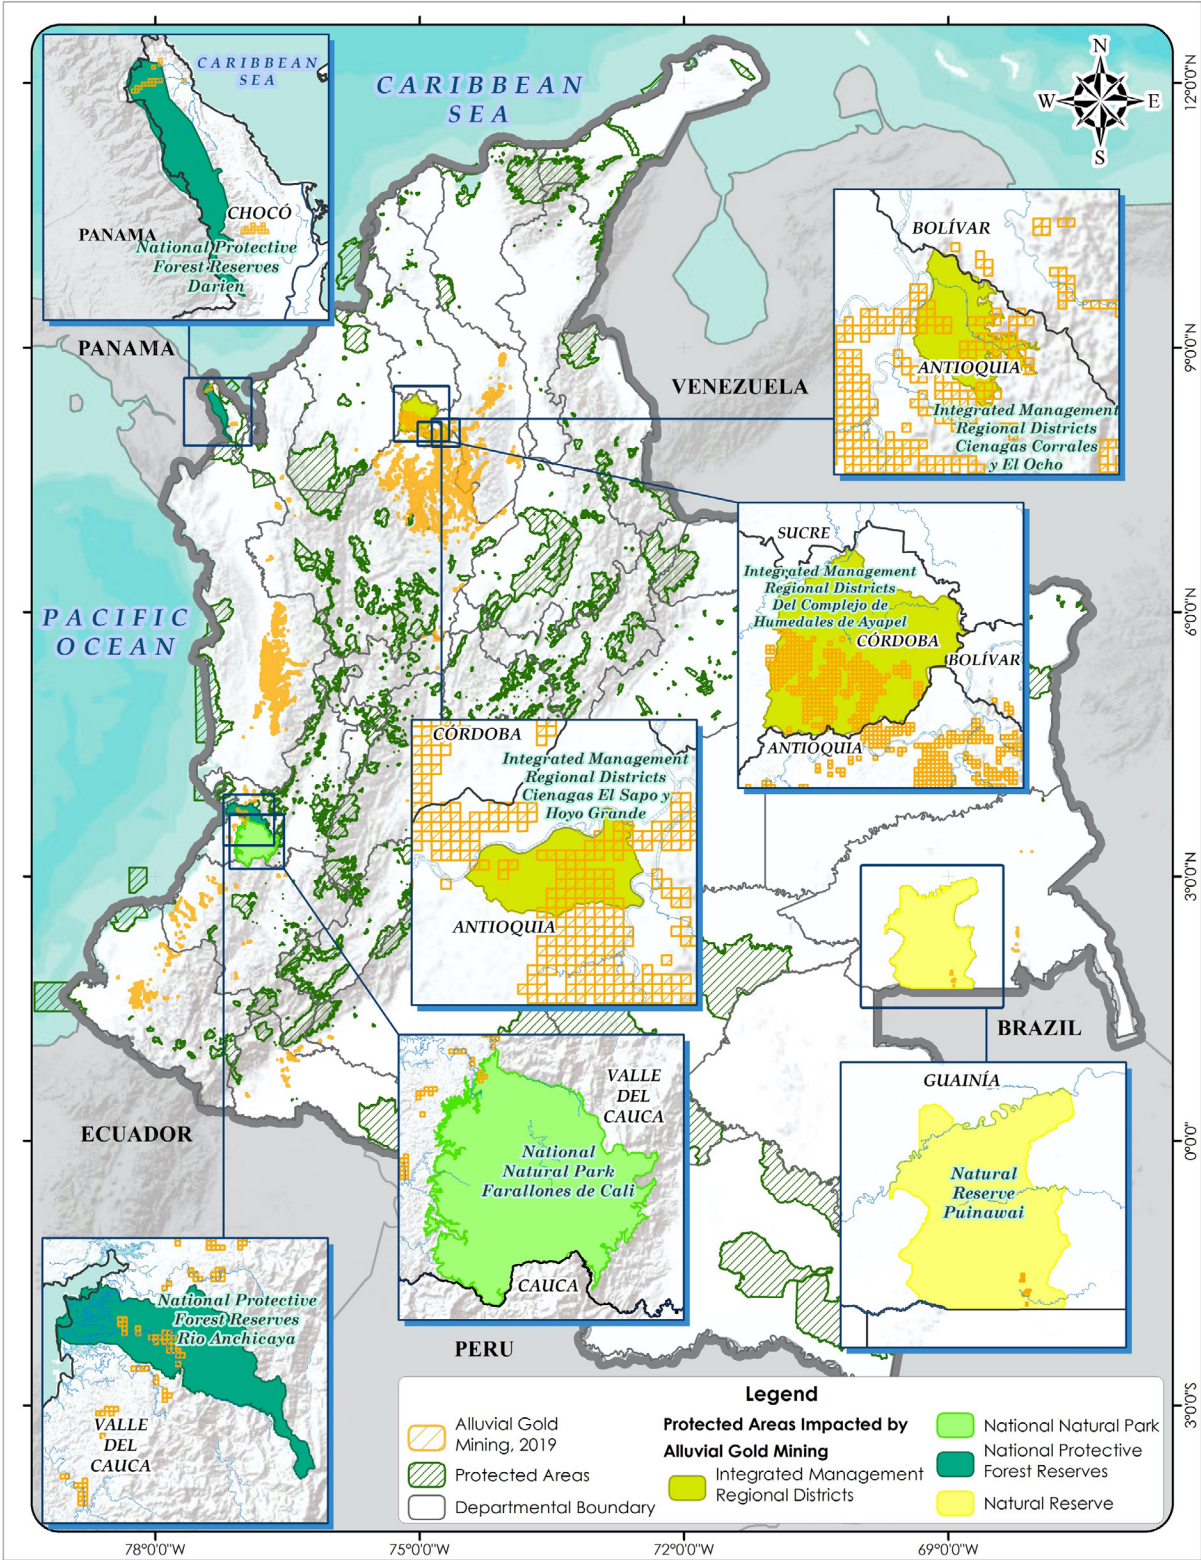 CARIBBEAN
SEA
CHOCÓ
PANAMA
National Protective
Forest Reserves
Darien
CARIBBEAN
SEA
N
W
E
S
12°0'0"N
BOLÍVAR
ANTIOQUIA
Integrated Management
Regional Districts
Cienagas Corrales
y El Ocho
PANAMA
VENEZUELA
9°0'0"N
SUCRE
Integrated Management
Regional Districts
Del Complejo de
Humedales de Ayapel
CÓRDOBA
BOLÍVAR
ANTIOQUIA
PACIFIC
OCEAN
6°0'0"N
CÓRDOBA
Integrated Management
Regional Districts
Cienagas El Sapo y
Hoyo Grande
ANTIOQUIA
3°0'0"N
BRAZIL
ECUADOR
VALLE
DEL
CAUCA
National
Natural Park
Farallones de Cali
CAUCA
GUAINÍA
Natural
Reserve
Puinawai
0°0'0"
National Protective
Forest Reserves
Rio Anchicaya
VALLE
DEL
CAUCA
PERU
3°0'0"S
Legend
Alluvial Gold
Mining, 2019
Protected Areas
Departmental Boundary
Protected Areas Impacted by
Alluvial Gold Mining
Integrated Management
Regional Districts
National Natural Park
National Protective
Forest Reserves
Natural Reserve
78°0'0"W
75°0'0"W
72°0'0"W
69°0'0"W